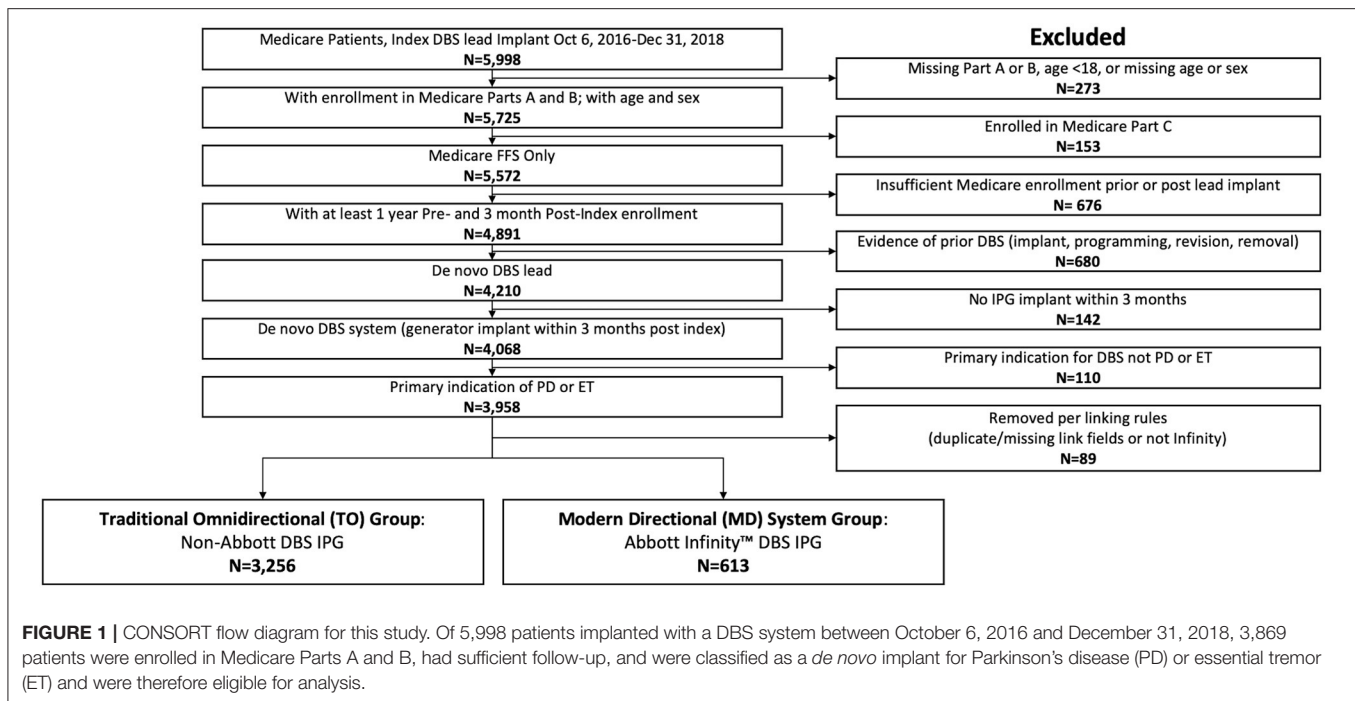 Medicare Patients, Index DBS lead Implant Oct 6, 2016-Dec 31, 2018
N=5,998
Excluded
Missing Part A or B, age <18, or missing age or sex
N=273
With enrollment in Medicare Parts A and B; with age and sex
N=5,725
Enrolled in Medicare Part C
N=153
Medicare FFS Only
N=5,572
Insufficient Medicare enrollment prior or post lead implant
N= 676
With at least 1 year Pre- and 3 month Post-Index enrollment
N=4,891
Evidence of prior DBS (implant, programming, revision, removal)
N=680
De novo DBS lead
N=4,210
No IPG implant within 3 months
N=142
De novo DBS system (generator implant within 3 months post index)
N=4,068
Primary indication for DBS not PD or ET
N=110
Primary indication of PD or ET
N=3,958
Removed per linking rules
(duplicate/missing link fields or not Infinity)
N=89
Traditional Omnidirectional (TO) Group:
Non-Abbott DBS IPG
N=3,256
Modern Directional (MD) System Group:
Abbott Infinity™ DBS IPG
N=613
FIGURE 1 | CONSORT flow diagram for this study. Of 5,998 patients implanted with a DBS system between October 6, 2016 and December 31, 2018, 3,869
patients were enrolled in Medicare Parts A and B, had sufficient follow-up, and were classified as a de novo implant for Parkinson's disease (PD) or essential tremor
(ET) and were therefore eligible for analysis.